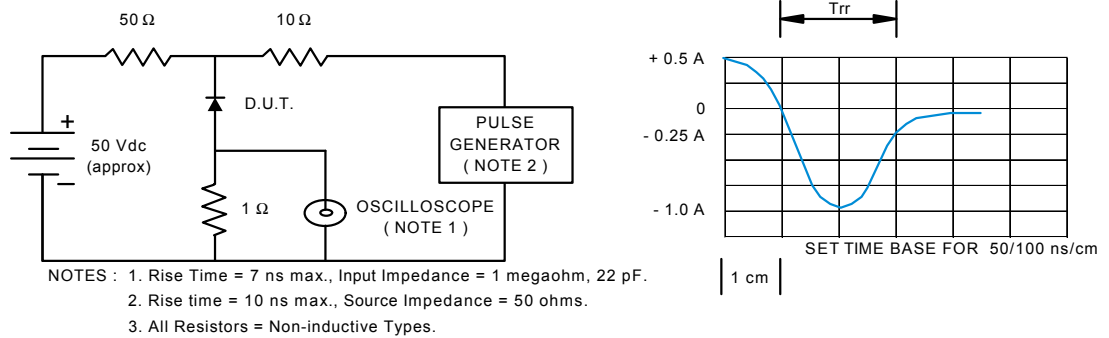 50 Ω
10 Ω
D.U.T.
+
50 Vdc
(approx)
−
1 Ω
OSCILLOSCOPE
( NOTE 1 )
PULSE
GENERATOR
( NOTE 2 )
Trr
+ 0.5 A
0
- 0.25 A
- 1.0 A
SET TIME BASE FOR 50/100 ns/cm
1 cm
NOTES : 1. Rise Time = 7 ns max., Input Impedance = 1 megaohm, 22 pF.
2. Rise time = 10 ns max., Source Impedance = 50 ohms.
3. All Resistors = Non-inductive Types.